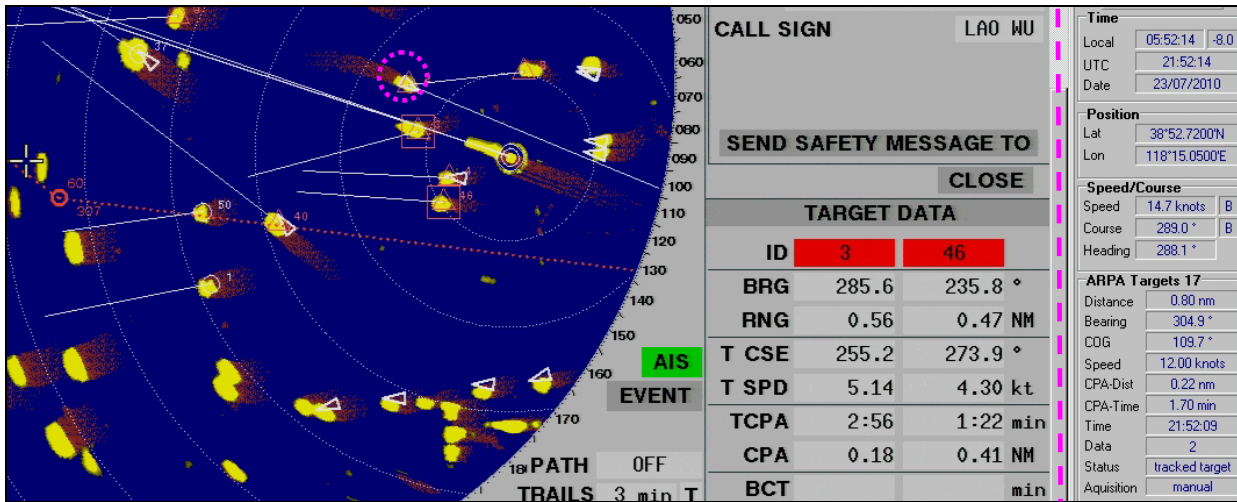 050
060
070
080
090
100
110
120
130
140
150
160
170
37
60
307
50
40
46
1
AIS
EVENT
PATH OFF
TRAILS 3 min T
CALL SIGN LAO WU
SEND SAFETY MESSAGE TO
CLOSE
TARGET DATA
ID 3 46
BRG 285.6 235.8 °
RNG 0.56 0.47 NM
T CSE 255.2 273.9 °
T SPD 5.14 4.30 kt
TCPA 2:56 1:22 min
CPA 0.18 0.41 NM
BCT min
Time
Local 05:52:14 -8.0
UTC 21:52:14
Date 23/07/2010
Position
Lat 38°52.7200'N
Lon 118°15.0500'E
Speed/Course
Speed 14.7 knots B
Course 289.0 ° B
Heading 288.1 °
ARPA Targets 17
Distance 0.80 nm
Bearing 304.9 °
COG 109.7 °
Speed 12.00 knots
CPA-Dist 0.22 nm
CPA-Time 1.70 min
Time 21:52:09
Data 2
Status tracked target
Aquisition manual